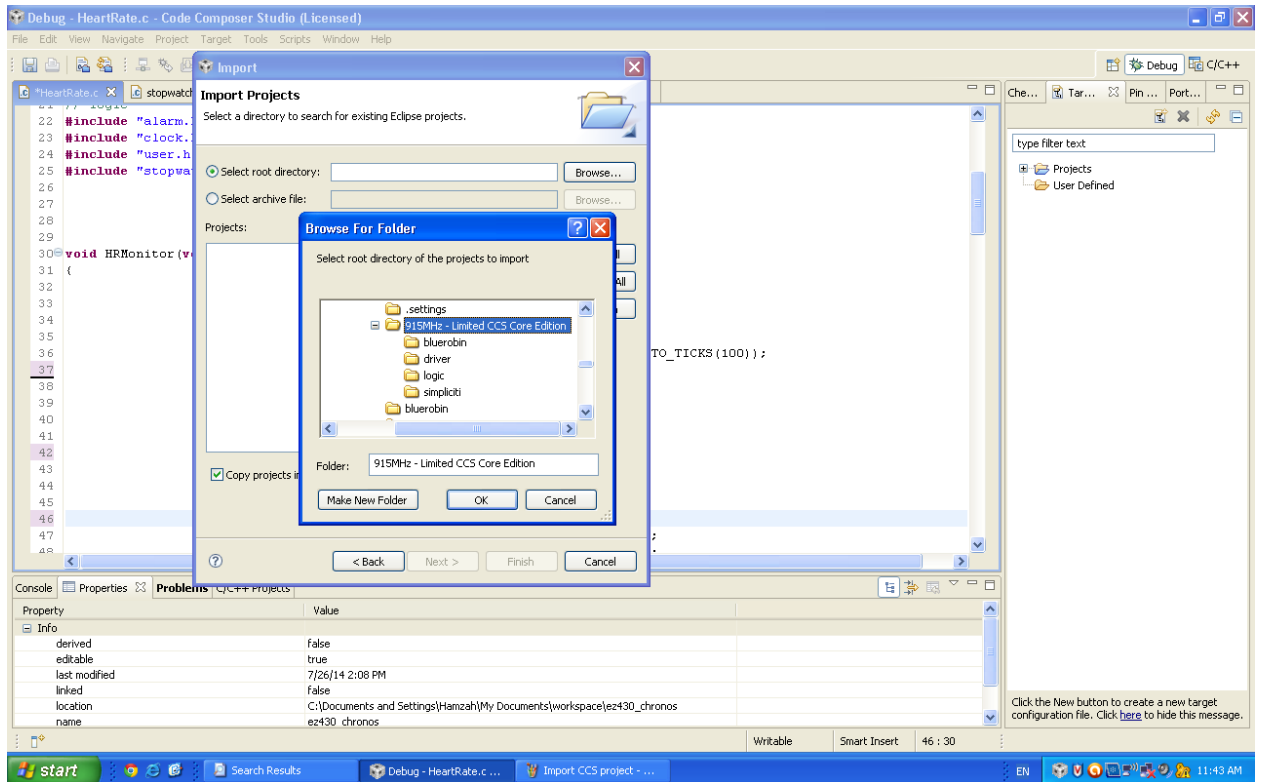 Debug - HeartRate.c - Code Composer Studio (Licensed)
File Edit View Navigate Project Target Tools Scripts Window Help
Debug C/C++
*HeartRate.c stopwatch
Che... Tar... Pin ... Port...
Import
Import Projects
Select a directory to search for existing Eclipse projects.
Select root directory: Browse...
Select archive file: Browse...
Projects:
Copy projects
< Back Next > Finish Cancel
Browse For Folder
Select root directory of the projects to import
.settings
915MHz - Limited CCS Core Edition
bluerobin
driver
logic
simpliciti
bluerobin
Folder: 915MHz - Limited CCS Core Edition
Make New Folder OK Cancel
21 // logic
22 #include "alarm.
23 #include "clock.
24 #include "user.h
25 #include "stopwa
26
27
28
29
30 void HRMonitor(v
31 {
32
33
34
35
36 TO_TICKS(100));
37
38
39
40
41
42
43
44
45
46
47 ;
48
type filter text
Projects
User Defined
Click the New button to create a new target
configuration file. Click here to hide this message.
Console Properties Problems C/C++ Projects
Property Value
Info
derived false
editable true
last modified 7/26/14 2:08 PM
linked false
location C:\Documents and Settings\Hamzah\My Documents\workspace\ez430_chronos
name ez430_chronos
Writable Smart Insert 46 : 30
start Search Results Debug - HeartRate.c ... Import CCS project - ... EN 11:43 AM